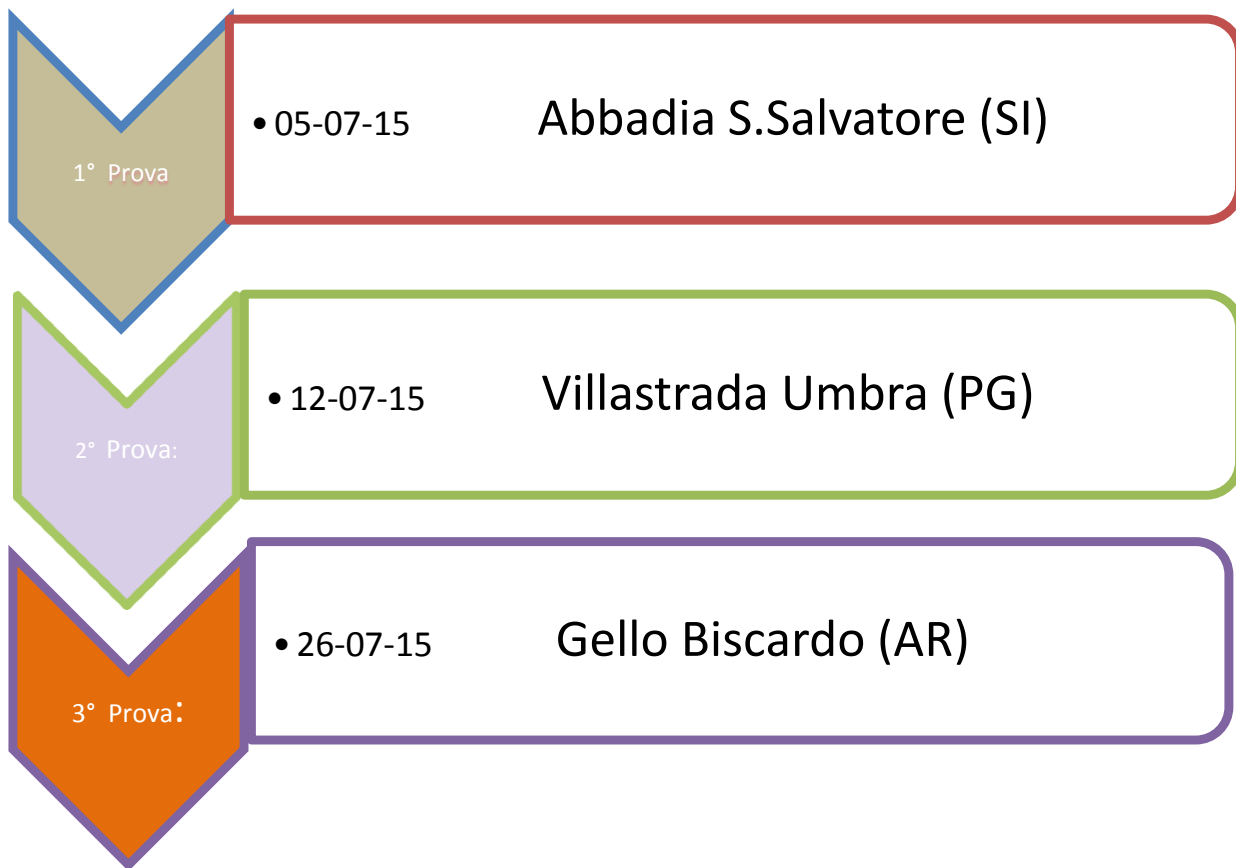 1° Prova
• 05-07-15 Abbadia S.Salvatore (SI)
2° Prova:
• 12-07-15 Villastrada Umbra (PG)
3° Prova:
• 26-07-15 Gello Biscardo (AR)